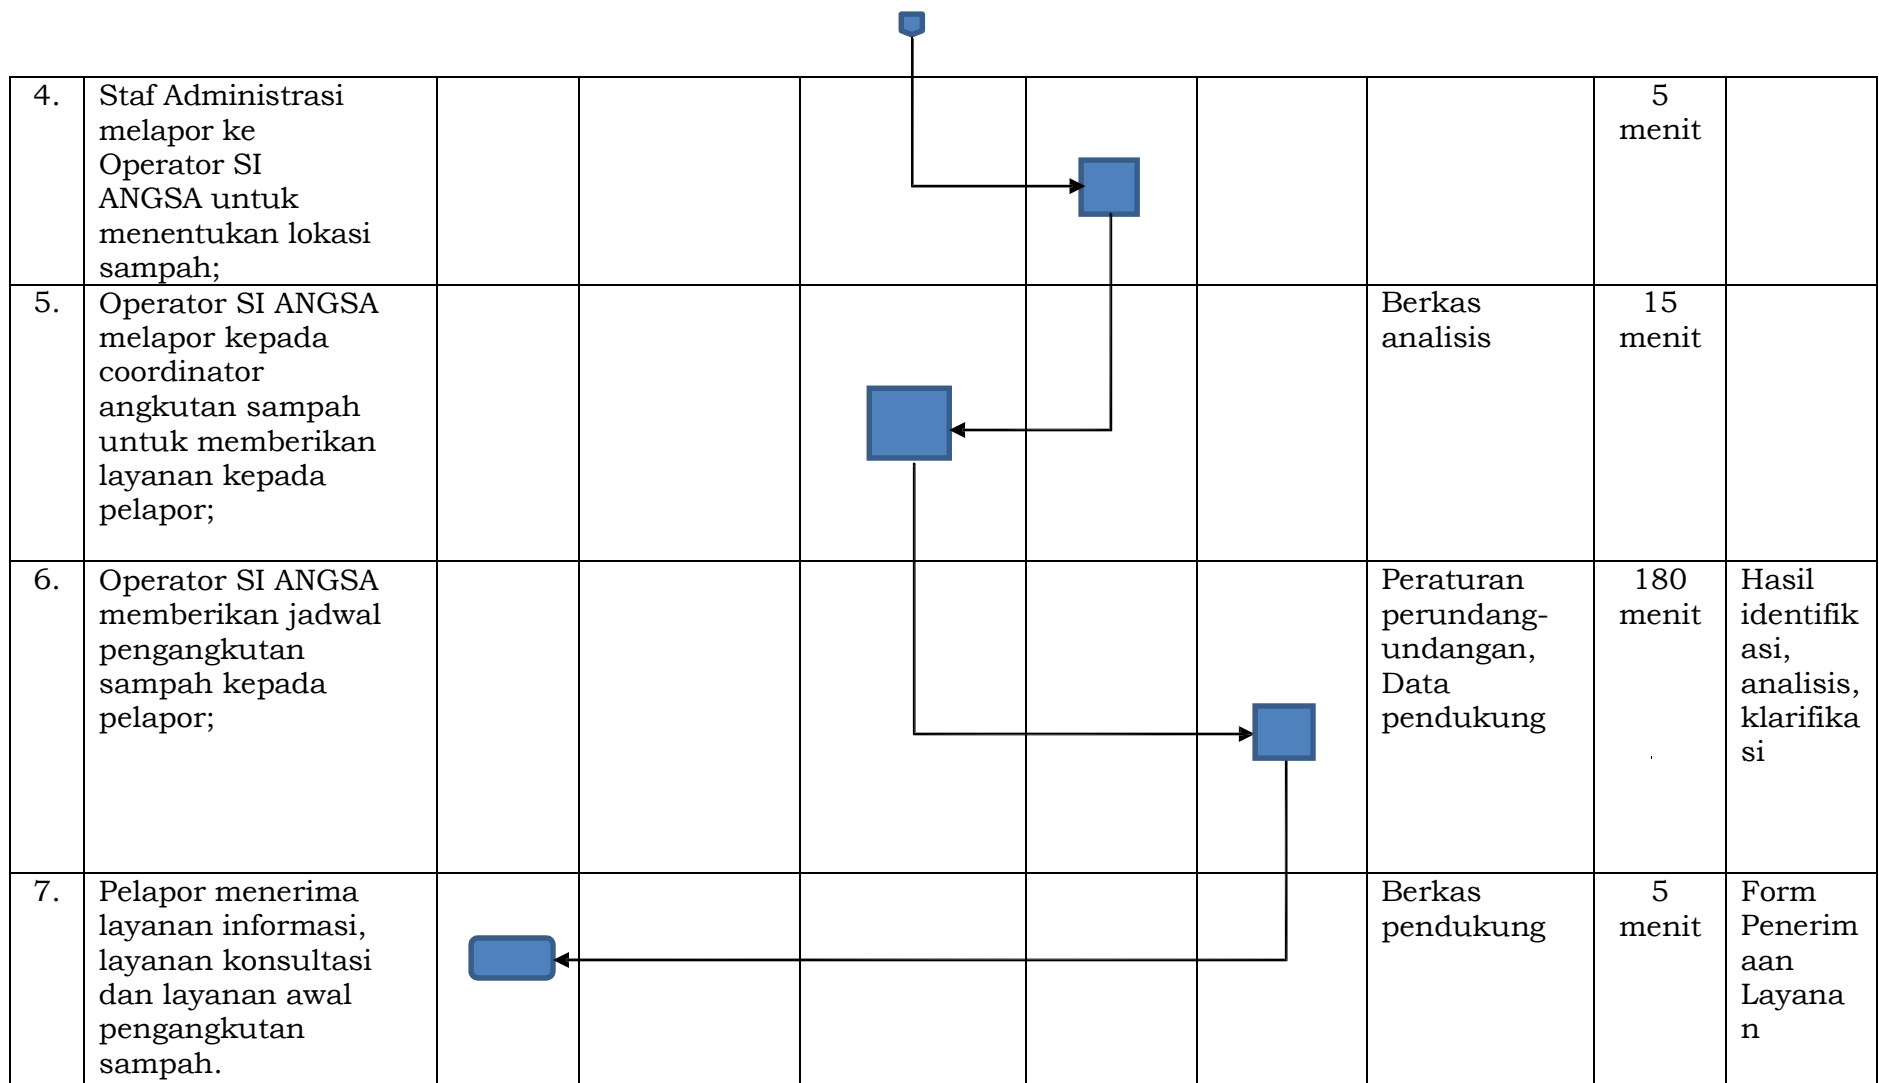 4.
Staf Administrasi
melapor ke
Operator SI
ANGSA untuk
menentukan lokasi
sampah;
5
menit
5.
Operator SI ANGSA
melapor kepada
coordinator
angkutan sampah
untuk memberikan
layanan kepada
pelapor;
Berkas
analisis
15
menit
6.
Operator SI ANGSA
memberikan jadwal
pengangkutan
sampah kepada
pelapor;
Peraturan
perundang-
undangan,
Data
pendukung
180
menit
Hasil
identifik
asi,
analisis,
klarifika
si
7.
Pelapor menerima
layanan informasi,
layanan konsultasi
dan layanan awal
pengangkutan
sampah.
Berkas
pendukung
5
menit
Form
Penerim
aan
Layana
n